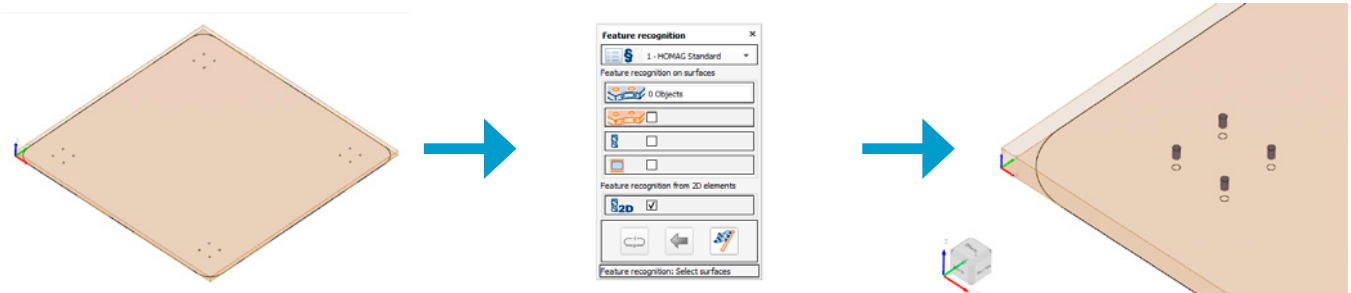 Feature recognition ×
§ 1 - HOMAG Standard
Feature recognition on surfaces
0 Objects
Feature recognition from 2D elements
2D
Feature recognition: Select surfaces